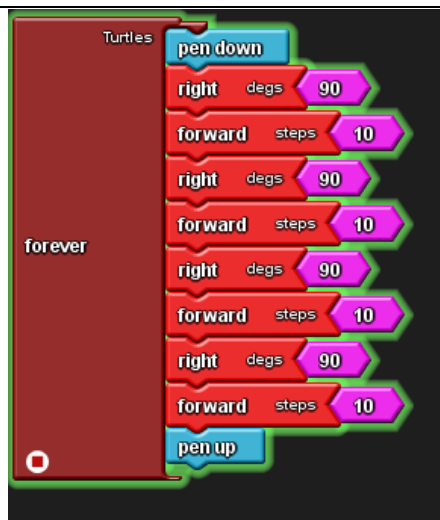 Turtles
pen down
right degs 90
forward steps 10
right degs 90
forward steps 10
forever
right degs 90
forward steps 10
right degs 90
forward steps 10
pen up